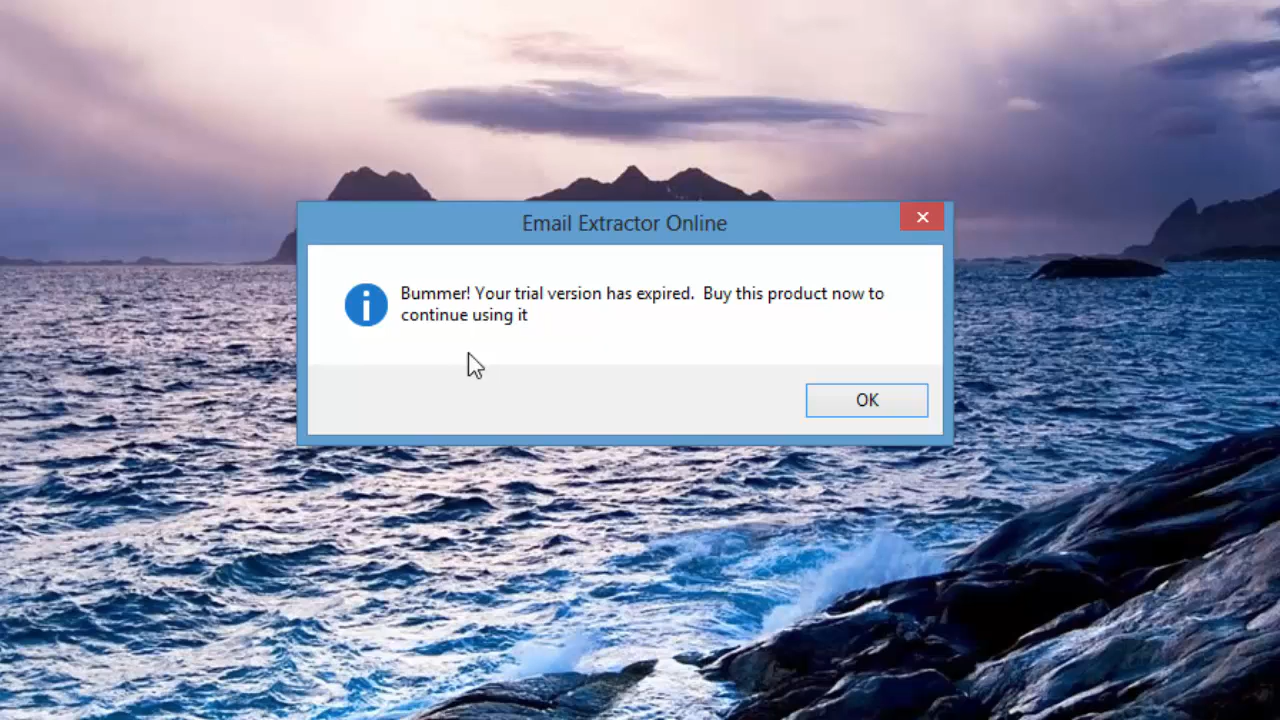 Email Extractor Online
Bummer! Your trial version has expired.  Buy this product now to
continue using it
OK